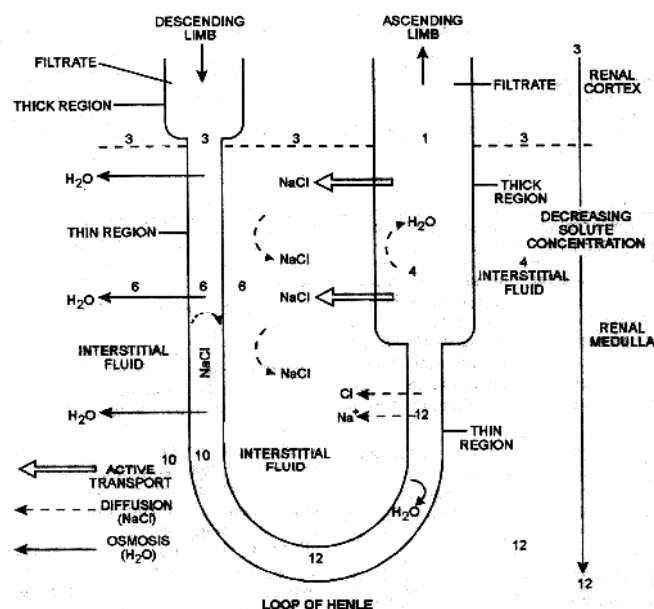 DESCENDING
LIMB
ASCENDING
LIMB
FILTRATE
THICK REGION
FILTRATE
3
RENAL
CORTEX
3
3
3
1
3
H₂O
NaCl
THICK
REGION
THIN REGION
H₂O
NaCl
DECREASING
SOLUTE
CONCENTRATION
6
6
6
H₂O
NaCl
4
4
INTERSTITIAL
FLUID
INTERSTITIAL
FLUID
NaCl
NaCl
RENAL
MEDULLA
Cl
Na⁺
12
H₂O
THIN
REGION
10
10
INTERSTITIAL
FLUID
ACTIVE
TRANSPORT
DIFFUSION
(NaCl)
OSMOSIS
(H₂O)
H₂O
12
12
12
LOOP OF HENLE